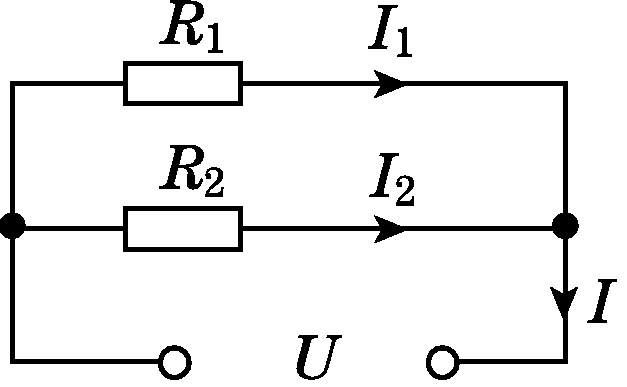 R₁ I₁
R₂ I₂
I
U